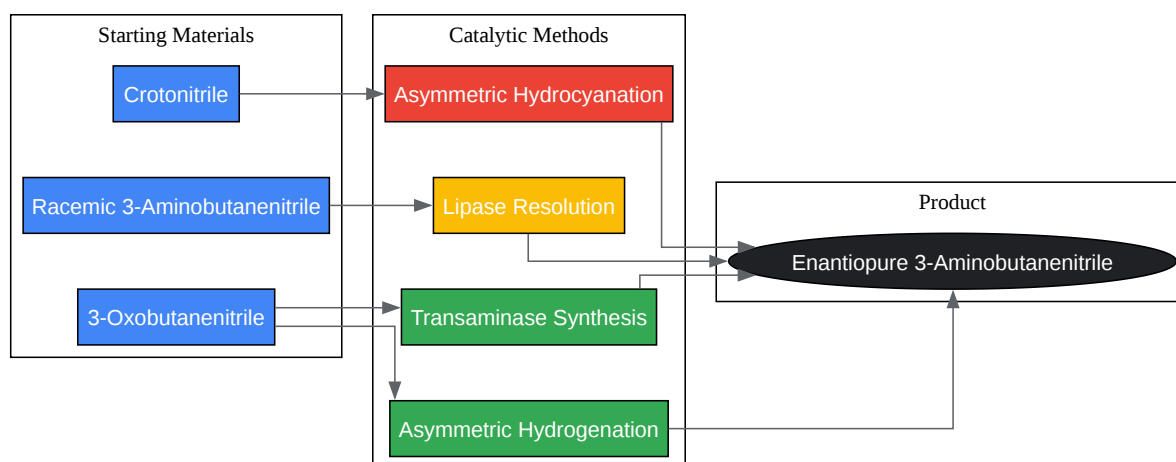 Starting Materials
Catalytic Methods
Crotonitrile
Asymmetric Hydrocyanation
Racemic 3-Aminobutanenitrile
Lipase Resolution
Product
Enantiopure 3-Aminobutanenitrile
3-Oxobutanenitrile
Transaminase Synthesis
Asymmetric Hydrogenation